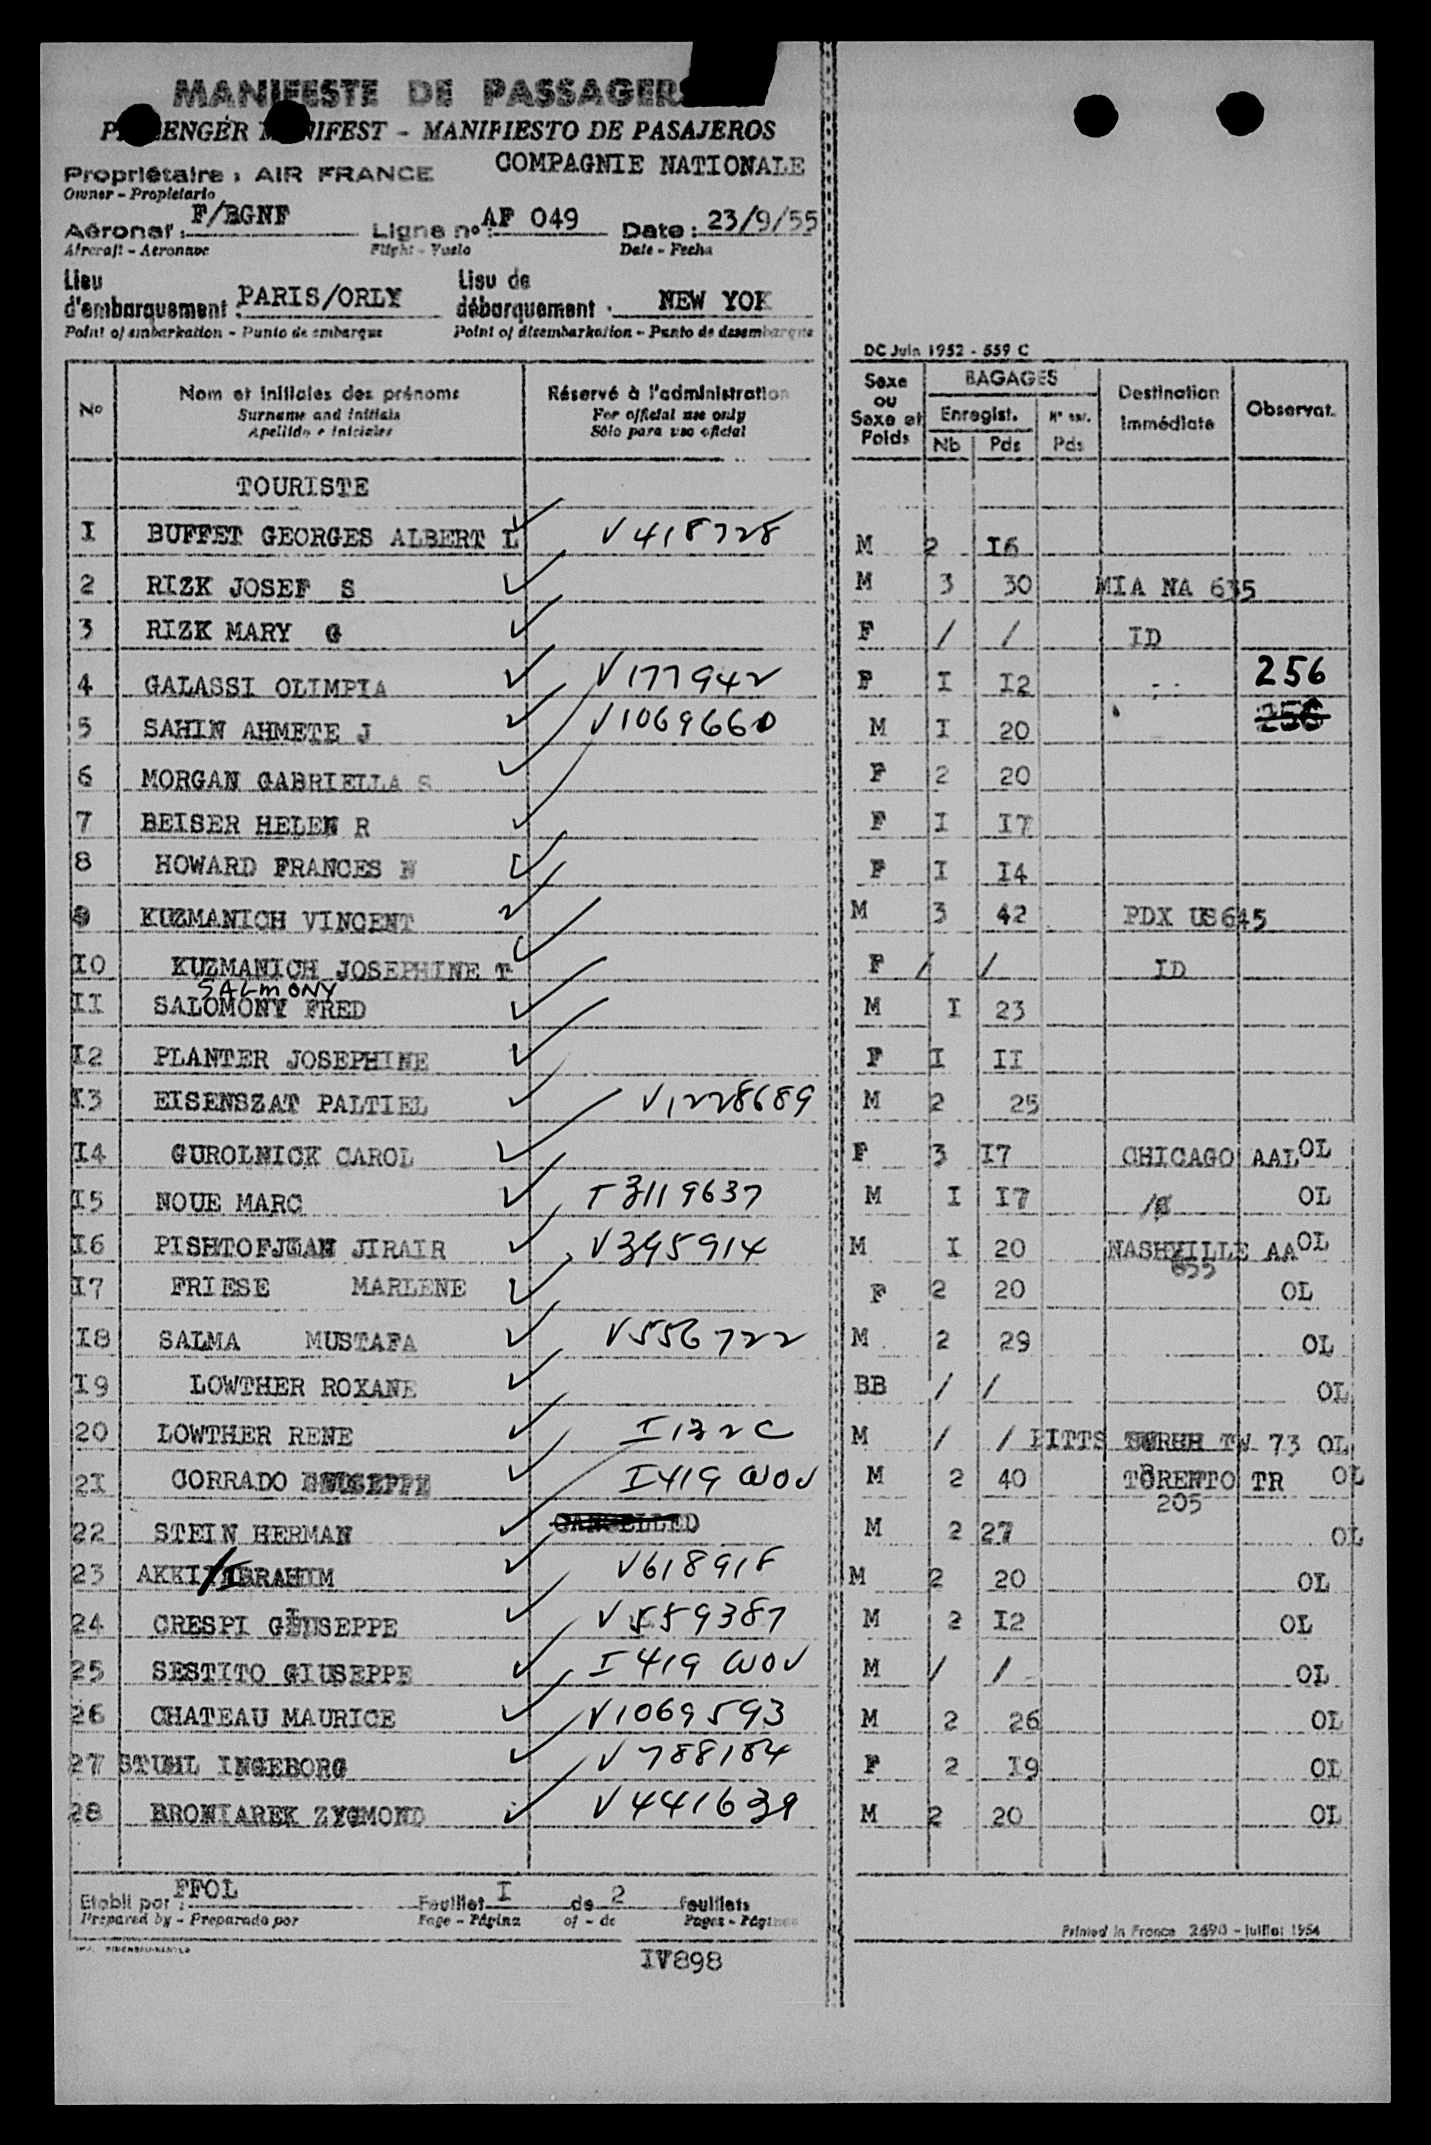 MANIFESTE DE PASSAGERS
PASSENGER MANIFEST - MANIFIESTO DE PASAJEROS
Propriétaire : AIR FRANCE COMPAGNIE NATIONALE
Owner - Propietario
Aéronef : F/BGNF Ligne n° : AF 049 Date : 23/9/55
Aircraft - Aeronave Flight - Vuelo Date - Fecha
Lieu d'embarquement : PARIS/ORLY Lieu de débarquement : NEW YOK
Point of embarkation - Punto de embarque Point of disembarkation - Punto de desembarque
DC Juin 1952 - 559 C
N° Nom et initiales des prénoms Réservé à l'administration Sexe ou Sexe et Poids BAGAGES Destination immédiate Observat.
Surname and initials For official use only Enregist. N° enr.
Apellido e iniciales Sólo para uso oficial Nb Pds Pds
TOURISTE
I BUFFET GEORGES ALBERT L V418728 M 2 I6
2 RIZK JOSEF S M 3 30 MIA NA 635
3 RIZK MARY G F / / ID
4 GALASSI OLIMPIA V177942 F I I2 256
5 SAHIN AHMETE J V1069660 M I 20 256
6 MORGAN GABRIELLA S F 2 20
7 BEISER HELEN R F I I7
8 HOWARD FRANCES N F I I4
9 KUZMANICH VINCENT M 3 42 PDX US645
I0 KUZMANICH JOSEPHINE T F / / ID
SALMONY
II SALOMONY FRED M I 23
I2 PLANTER JOSEPHINE F I II
I3 EISENSZAT PALTIEL V1228689 M 2 25
I4 GUROLNICK CAROL F 3 I7 CHICAGO AAL OL
I5 NOUE MARC T3119637 M I I7 OL
I6 PISHTOFJEAN JIRAIR V395914 M I 20 NASHVILLE AA OL
655
I7 FRIESE MARLENE F 2 20 OL
I8 SALMA MUSTAFA V556722 M 2 29 OL
I9 LOWTHER ROXANE BB / / OL
20 LOWTHER RENE I 132C M / / PITTS TW 73 OL
2I CORRADO GIUSEPPE I419 WOV M 2 40 TORENTO TR OL
205
22 STEIN HERMAN CANCELLED M 2 27 OL
23 AKKI/IBRAHIM V618918 M 2 20 OL
24 CRESPI GIUSEPPE V559387 M 2 I2 OL
25 SESTITO GIUSEPPE I 419 WOV M / / OL
26 CHATEAU MAURICE V1069593 M 2 26 OL
27 STUHL INGEBORG V788184 F 2 I9 OL
28 BRONIAREK ZYGMOND V441639 M 2 20 OL
Etabli par : FFOL Feuillet I de 2 feuillets
Prepared by - Preparado por Page - Página of - de Pages - Páginas
Printed in France 2690 - juillet 1954
IV898